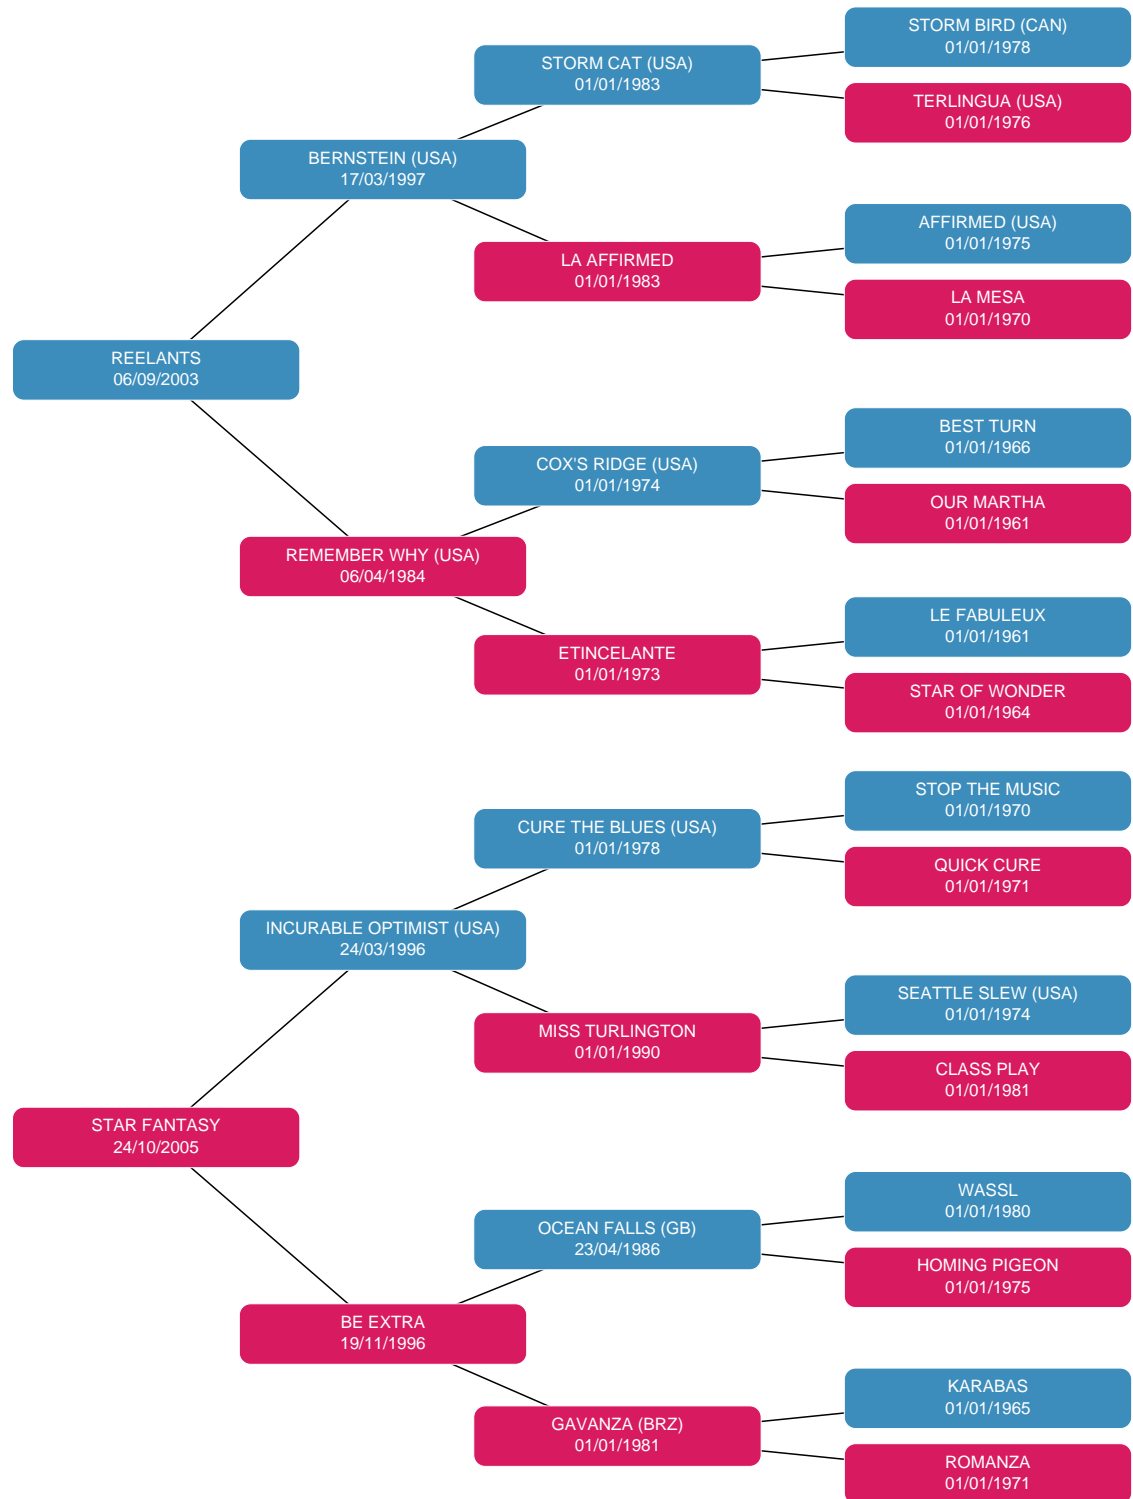 STORM BIRD (CAN)
01/01/1978
STORM CAT (USA)
01/01/1983
TERLINGUA (USA)
01/01/1976
BERNSTEIN (USA)
17/03/1997
AFFIRMED (USA)
01/01/1975
LA AFFIRMED
01/01/1983
LA MESA
01/01/1970
REELANTS
06/09/2003
BEST TURN
01/01/1966
COX'S RIDGE (USA)
01/01/1974
OUR MARTHA
01/01/1961
REMEMBER WHY (USA)
06/04/1984
LE FABULEUX
01/01/1961
ETINCELANTE
01/01/1973
STAR OF WONDER
01/01/1964
STOP THE MUSIC
01/01/1970
CURE THE BLUES (USA)
01/01/1978
QUICK CURE
01/01/1971
INCURABLE OPTIMIST (USA)
24/03/1996
SEATTLE SLEW (USA)
01/01/1974
MISS TURLINGTON
01/01/1990
CLASS PLAY
01/01/1981
STAR FANTASY
24/10/2005
WASSL
01/01/1980
OCEAN FALLS (GB)
23/04/1986
HOMING PIGEON
01/01/1975
BE EXTRA
19/11/1996
KARABAS
01/01/1965
GAVANZA (BRZ)
01/01/1981
ROMANZA
01/01/1971